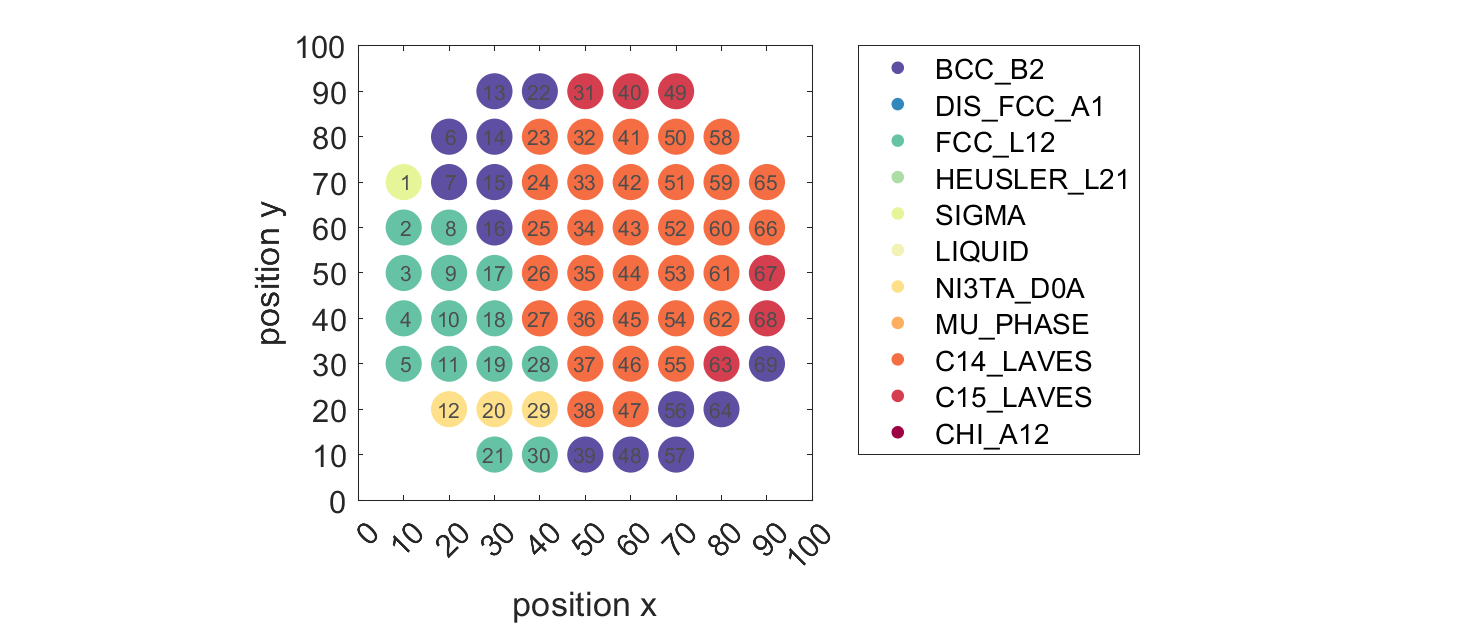 100
90
80
70
60
50
40
30
20
10
0
position y
13 22 31 40 49
6 14 23 32 41 50 58
1 7 15 24 33 42 51 59 65
2 8 16 25 34 43 52 60 66
3 9 17 26 35 44 53 61 67
4 10 18 27 36 45 54 62 68
5 11 19 28 37 46 55 63 69
12 20 29 38 47 56 64
21 30 39 48 57
0 10 20 30 40 50 60 70 80 90 100
position x
BCC_B2
DIS_FCC_A1
FCC_L12
HEUSLER_L21
SIGMA
LIQUID
NI3TA_D0A
MU_PHASE
C14_LAVES
C15_LAVES
CHI_A12